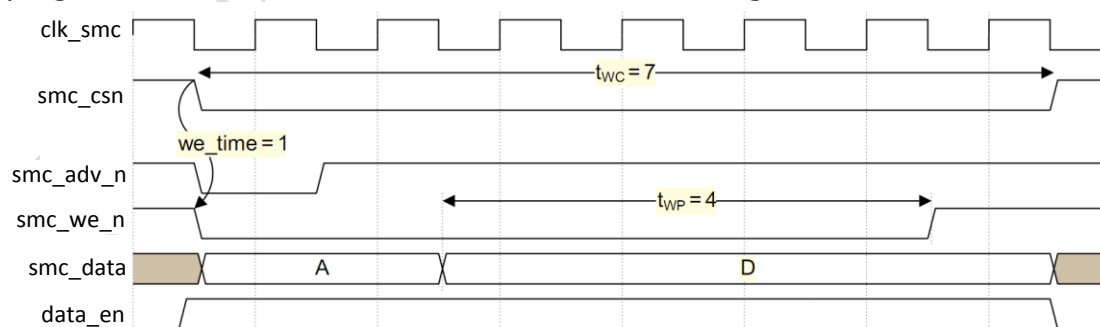 clk_smc
t_WC = 7
smc_csn
we_time = 1
smc_adv_n
t_WP = 4
smc_we_n
smc_data A D
data_en